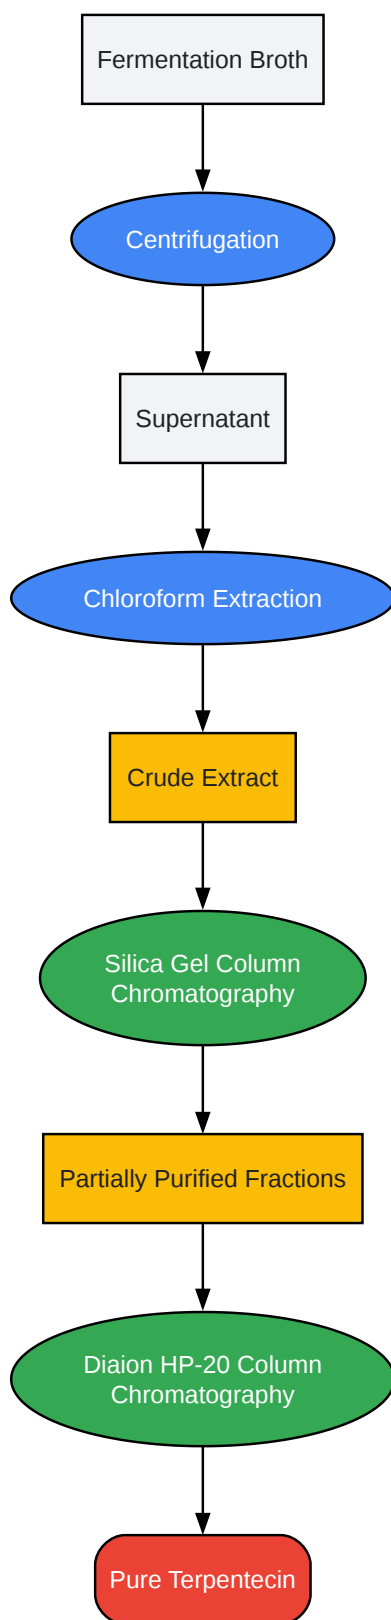 Fermentation Broth
Centrifugation
Supernatant
Chloroform Extraction
Crude Extract
Silica Gel Column
Chromatography
Partially Purified Fractions
Diaion HP-20 Column
Chromatography
Pure Terpentecin